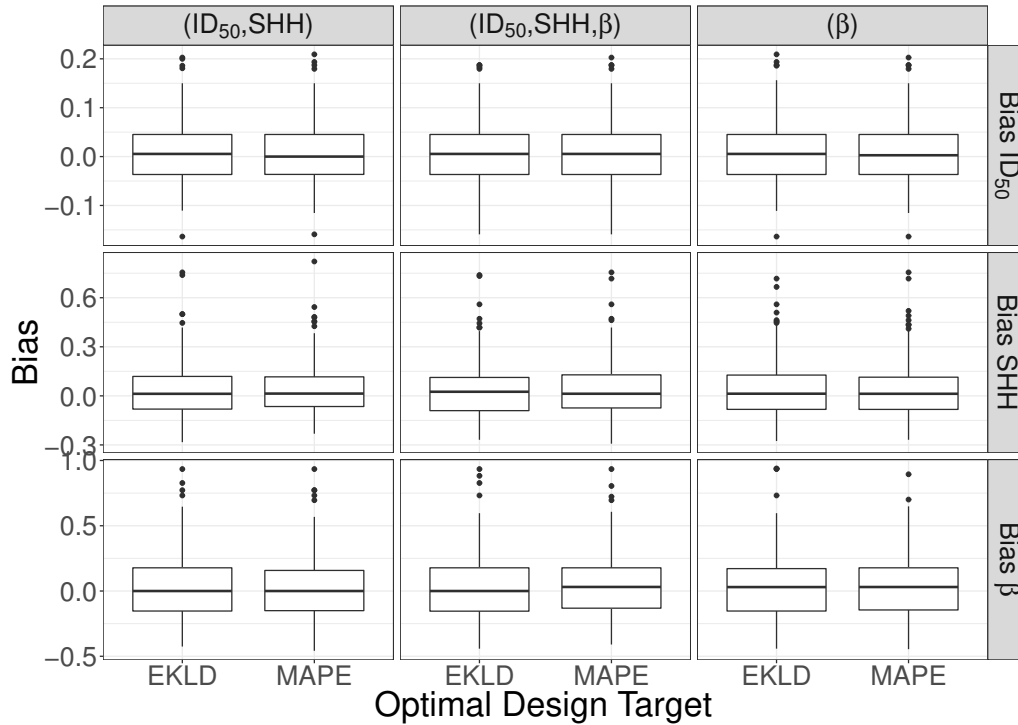 (ID₅₀,SHH) (ID₅₀,SHH,β) (β)
Bias
0.2
0.1
0.0
−0.1
Bias ID₅₀
0.6
0.3
0.0
−0.3
Bias SHH
1.0
0.5
0.0
−0.5
Bias β
EKLD MAPE EKLD MAPE EKLD MAPE
Optimal Design Target